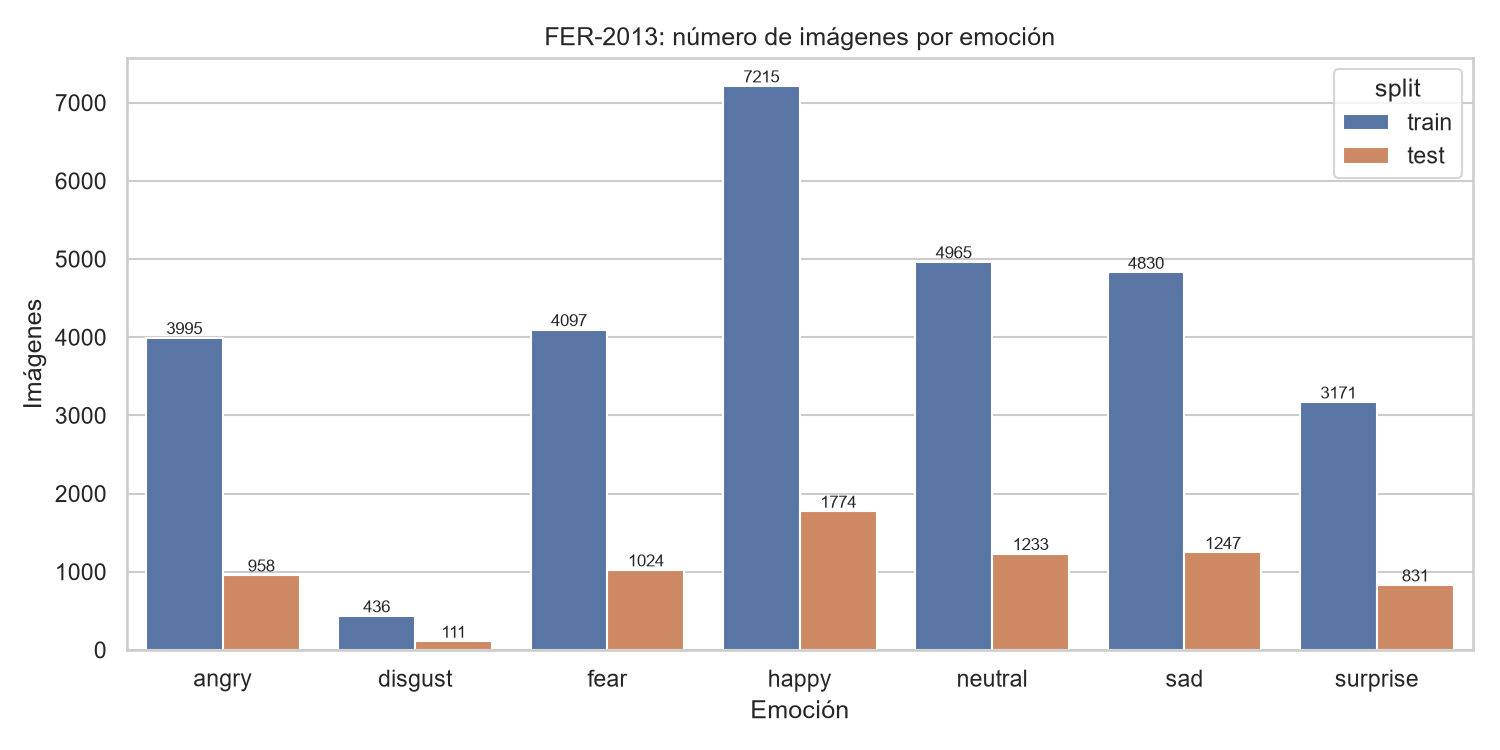 FER-2013: número de imágenes por emoción
split
train
test
Imágenes
7000
6000
5000
4000
3000
2000
1000
0
3995
958
436
111
4097
1024
7215
1774
4965
1233
4830
1247
3171
831
angry
disgust
fear
happy
neutral
sad
surprise
Emoción